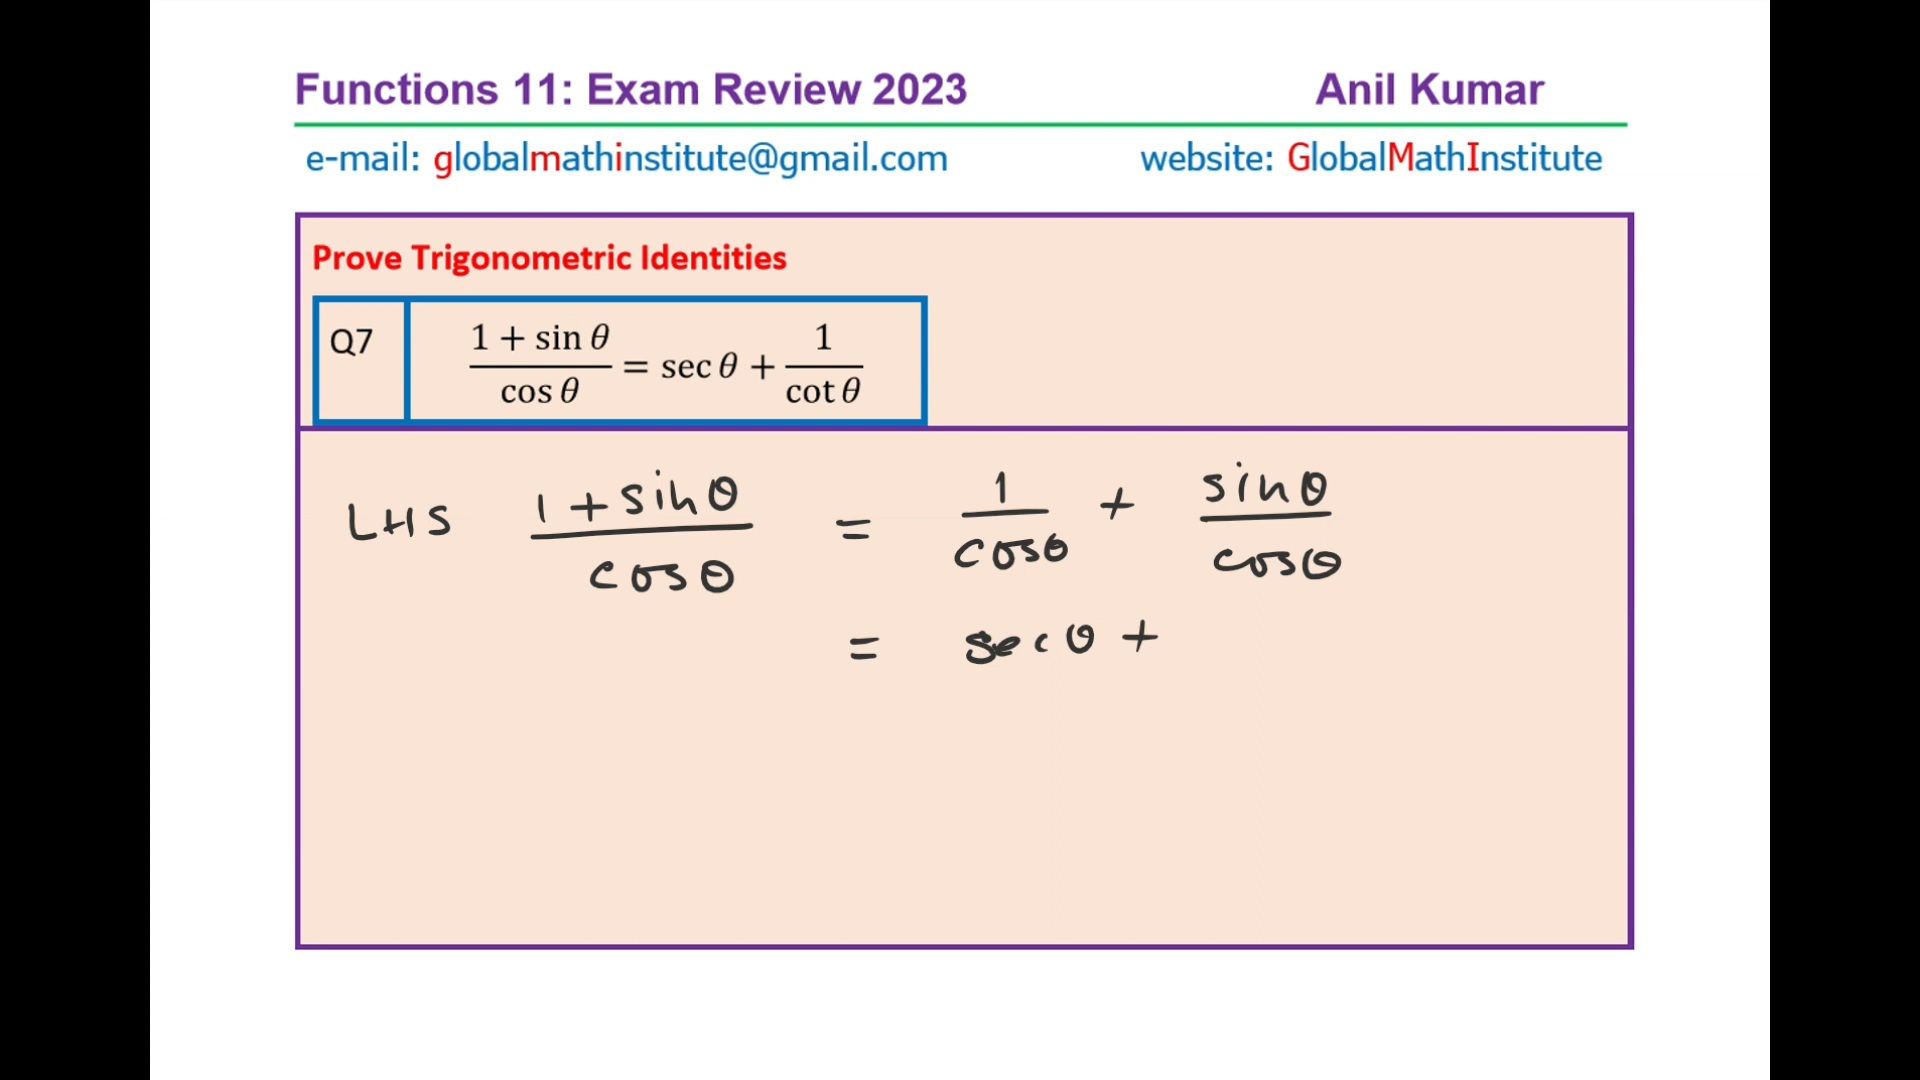 Functions 11: Exam Review 2023 Anil Kumar
e-mail: globalmathinstitute@gmail.com website: GlobalMathInstitute
Prove Trigonometric Identities
Q7 (1 + sin θ)/(cos θ) = sec θ + 1/(cot θ)
LHS (1 + sinθ)/(cosθ) = 1/(cosθ) + (sinθ)/(cosθ)
= secθ +